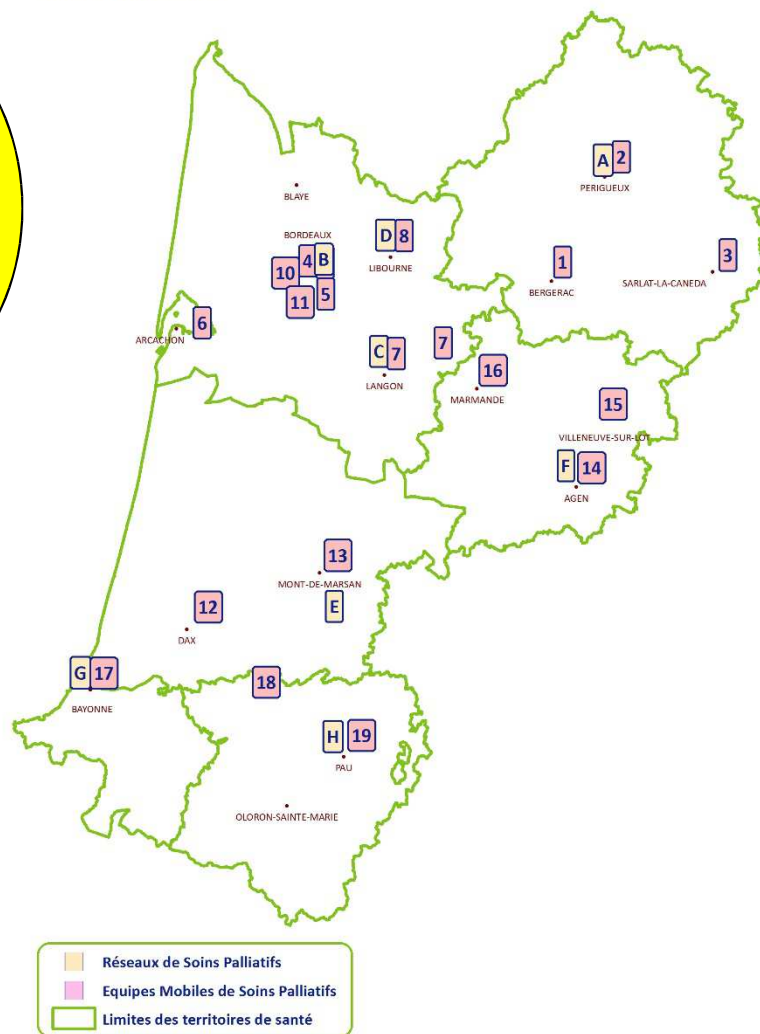 A 2
PERIGUEUX
BLAYE
BORDEAUX
D 8
LIBOURNE
4 B
10
5
11
1
BERGERAC
3
SARLAT-LA-CANEDA
6
ARCACHON
C 7
LANGON
7
16
MARMANDE
15
VILLENEUVE-SUR-LOT
F 14
AGEN
13
MONT-DE-MARSAN
E
12
DAX
G 17
BAYONNE
18
H 19
PAU
OLORON-SAINTE-MARIE
Réseaux de Soins Palliatifs
Equipes Mobiles de Soins Palliatifs
Limites des territoires de santé